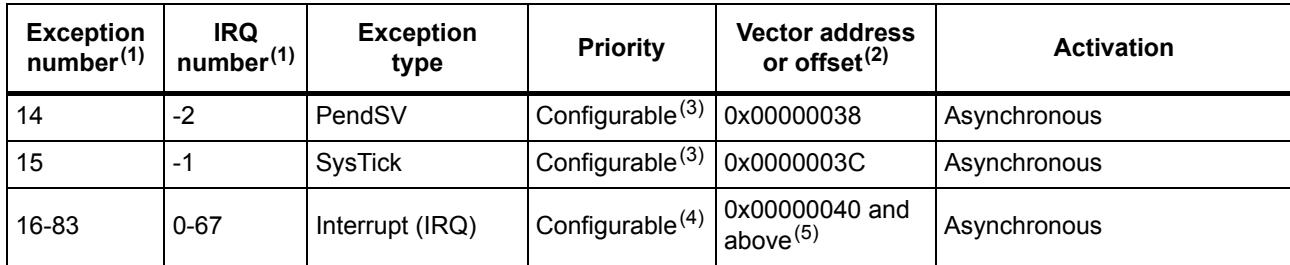 Exception number(1) IRQ number(1) Exception type Priority Vector address or offset(2) Activation
14 -2 PendSV Configurable(3) 0x00000038 Asynchronous
15 -1 SysTick Configurable(3) 0x0000003C Asynchronous
16-83 0-67 Interrupt (IRQ) Configurable(4) 0x00000040 and above(5) Asynchronous